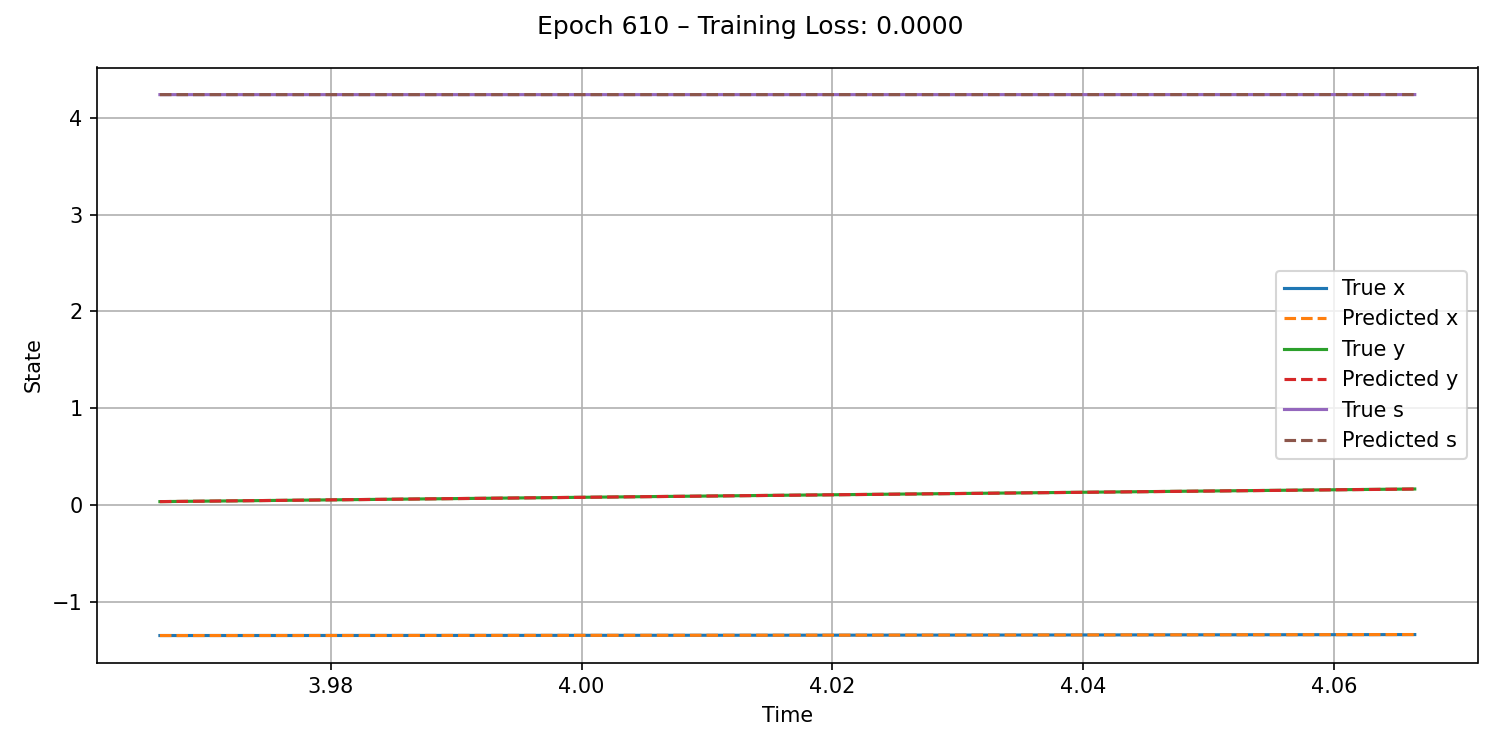 Epoch 610 – Training Loss: 0.0000
4
3
2
1
0
−1
State
True x
Predicted x
True y
Predicted y
True s
Predicted s
3.98
4.00
4.02
4.04
4.06
Time